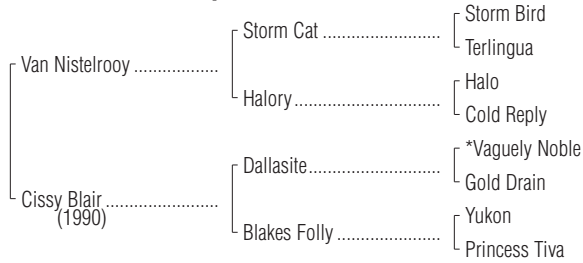 Storm Bird
Storm Cat ......................
Terlingua
Van Nistelrooy .................
Halo
Halory ...........................
Cold Reply
*Vaguely Noble
Dallasite.........................
Gold Drain
Cissy Blair ......................
(1990)
Yukon
Blakes Folly ....................
Princess Tiva